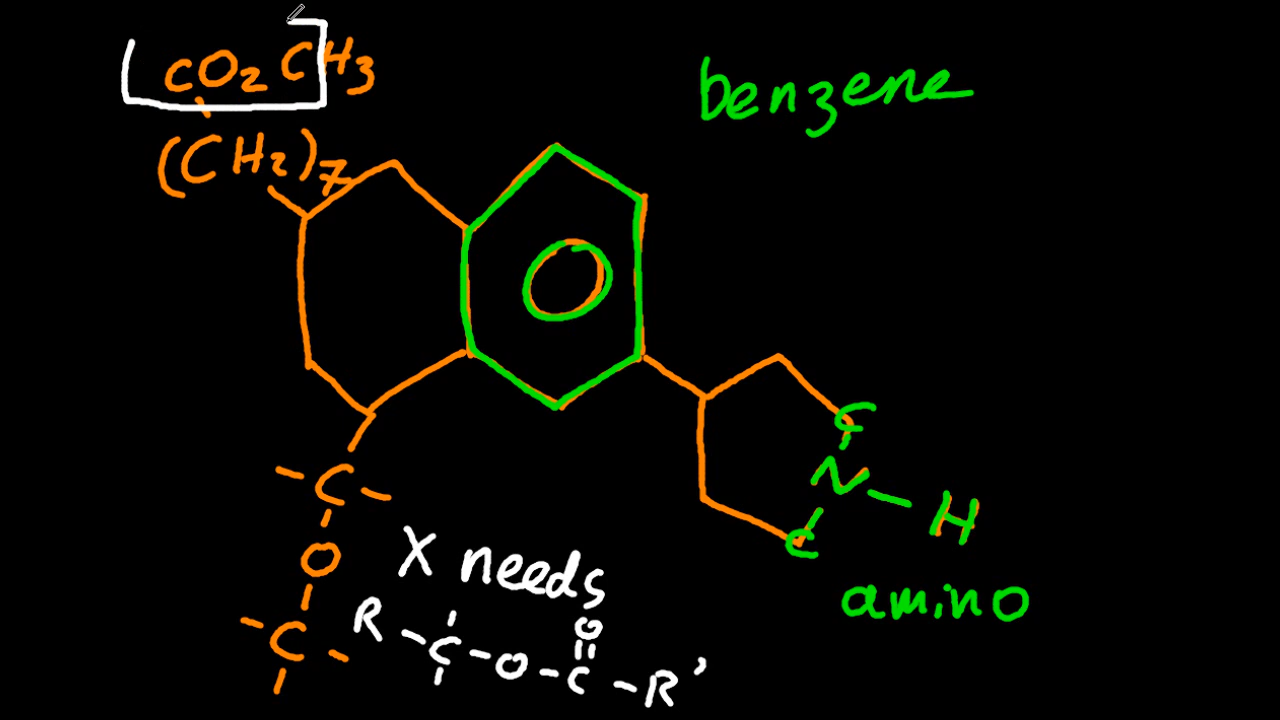 CO2CH3
benzene
(CH2)7
C
N
H
C
C
O
C
X needs
amino
O
R-C-O-C-R'